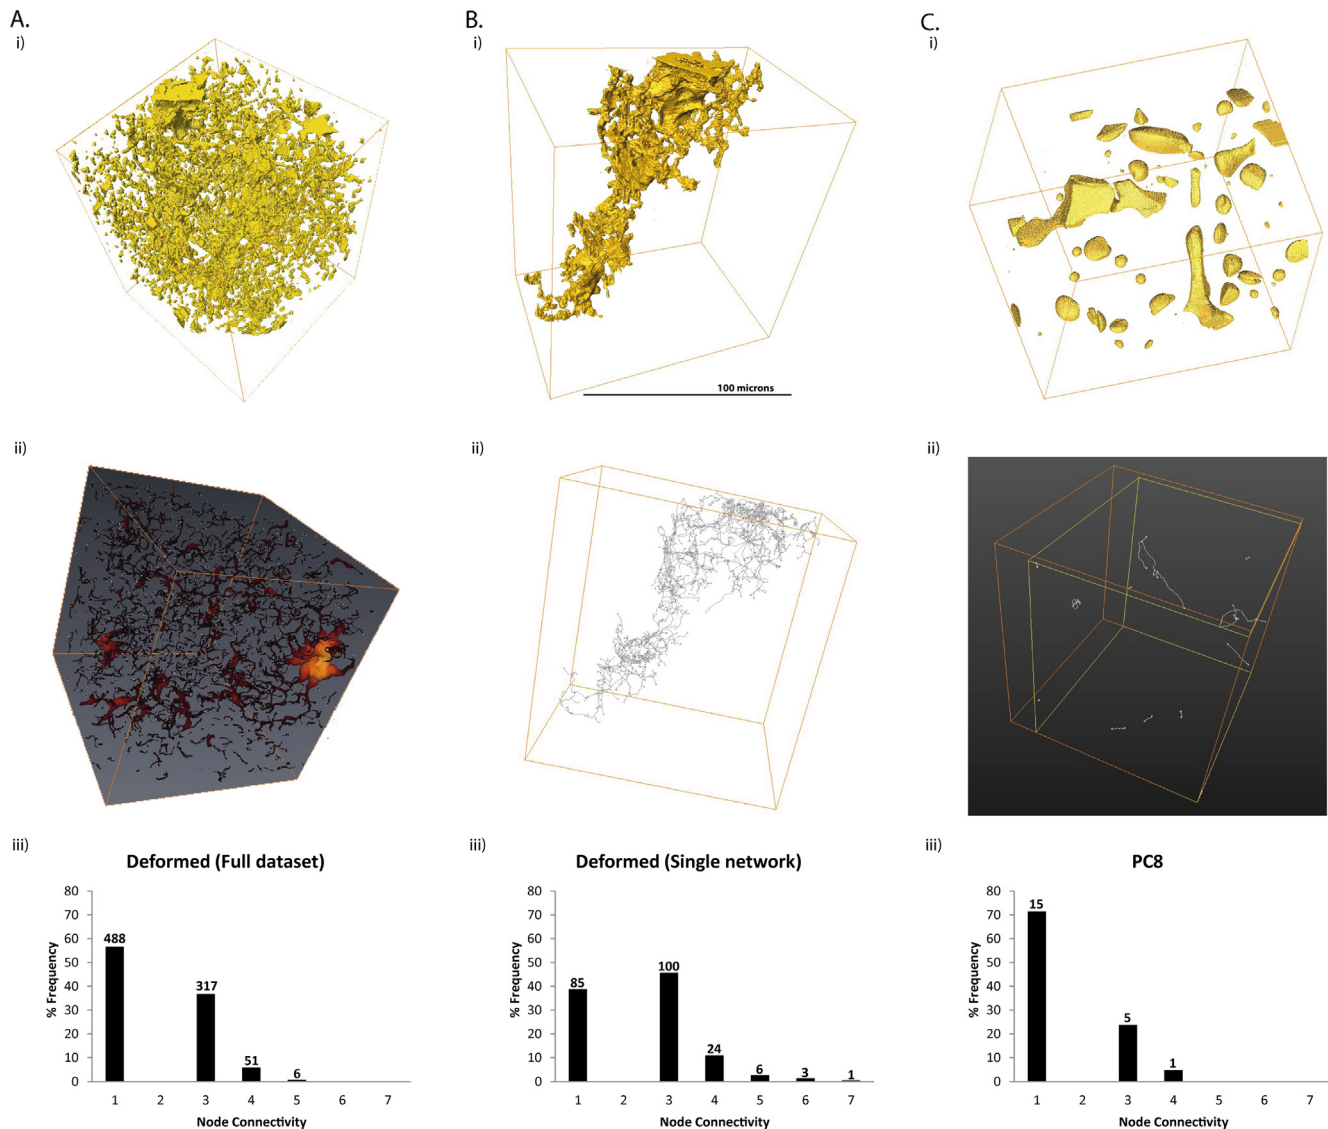 A.
B.
C.
i)
i)
i)
100 microns
ii)
ii)
ii)
iii)
Deformed (Full dataset)
% Frequency
80
70
60
50
40
30
20
10
0
488
317
51
6
1 2 3 4 5 6 7
Node Connectivity
iii)
Deformed (Single network)
% Frequency
80
70
60
50
40
30
20
10
0
85
100
24
6
3
1
1 2 3 4 5 6 7
Node Connectivity
iii)
PC8
% Frequency
80
70
60
50
40
30
20
10
0
15
5
1
1 2 3 4 5 6 7
Node Connectivity